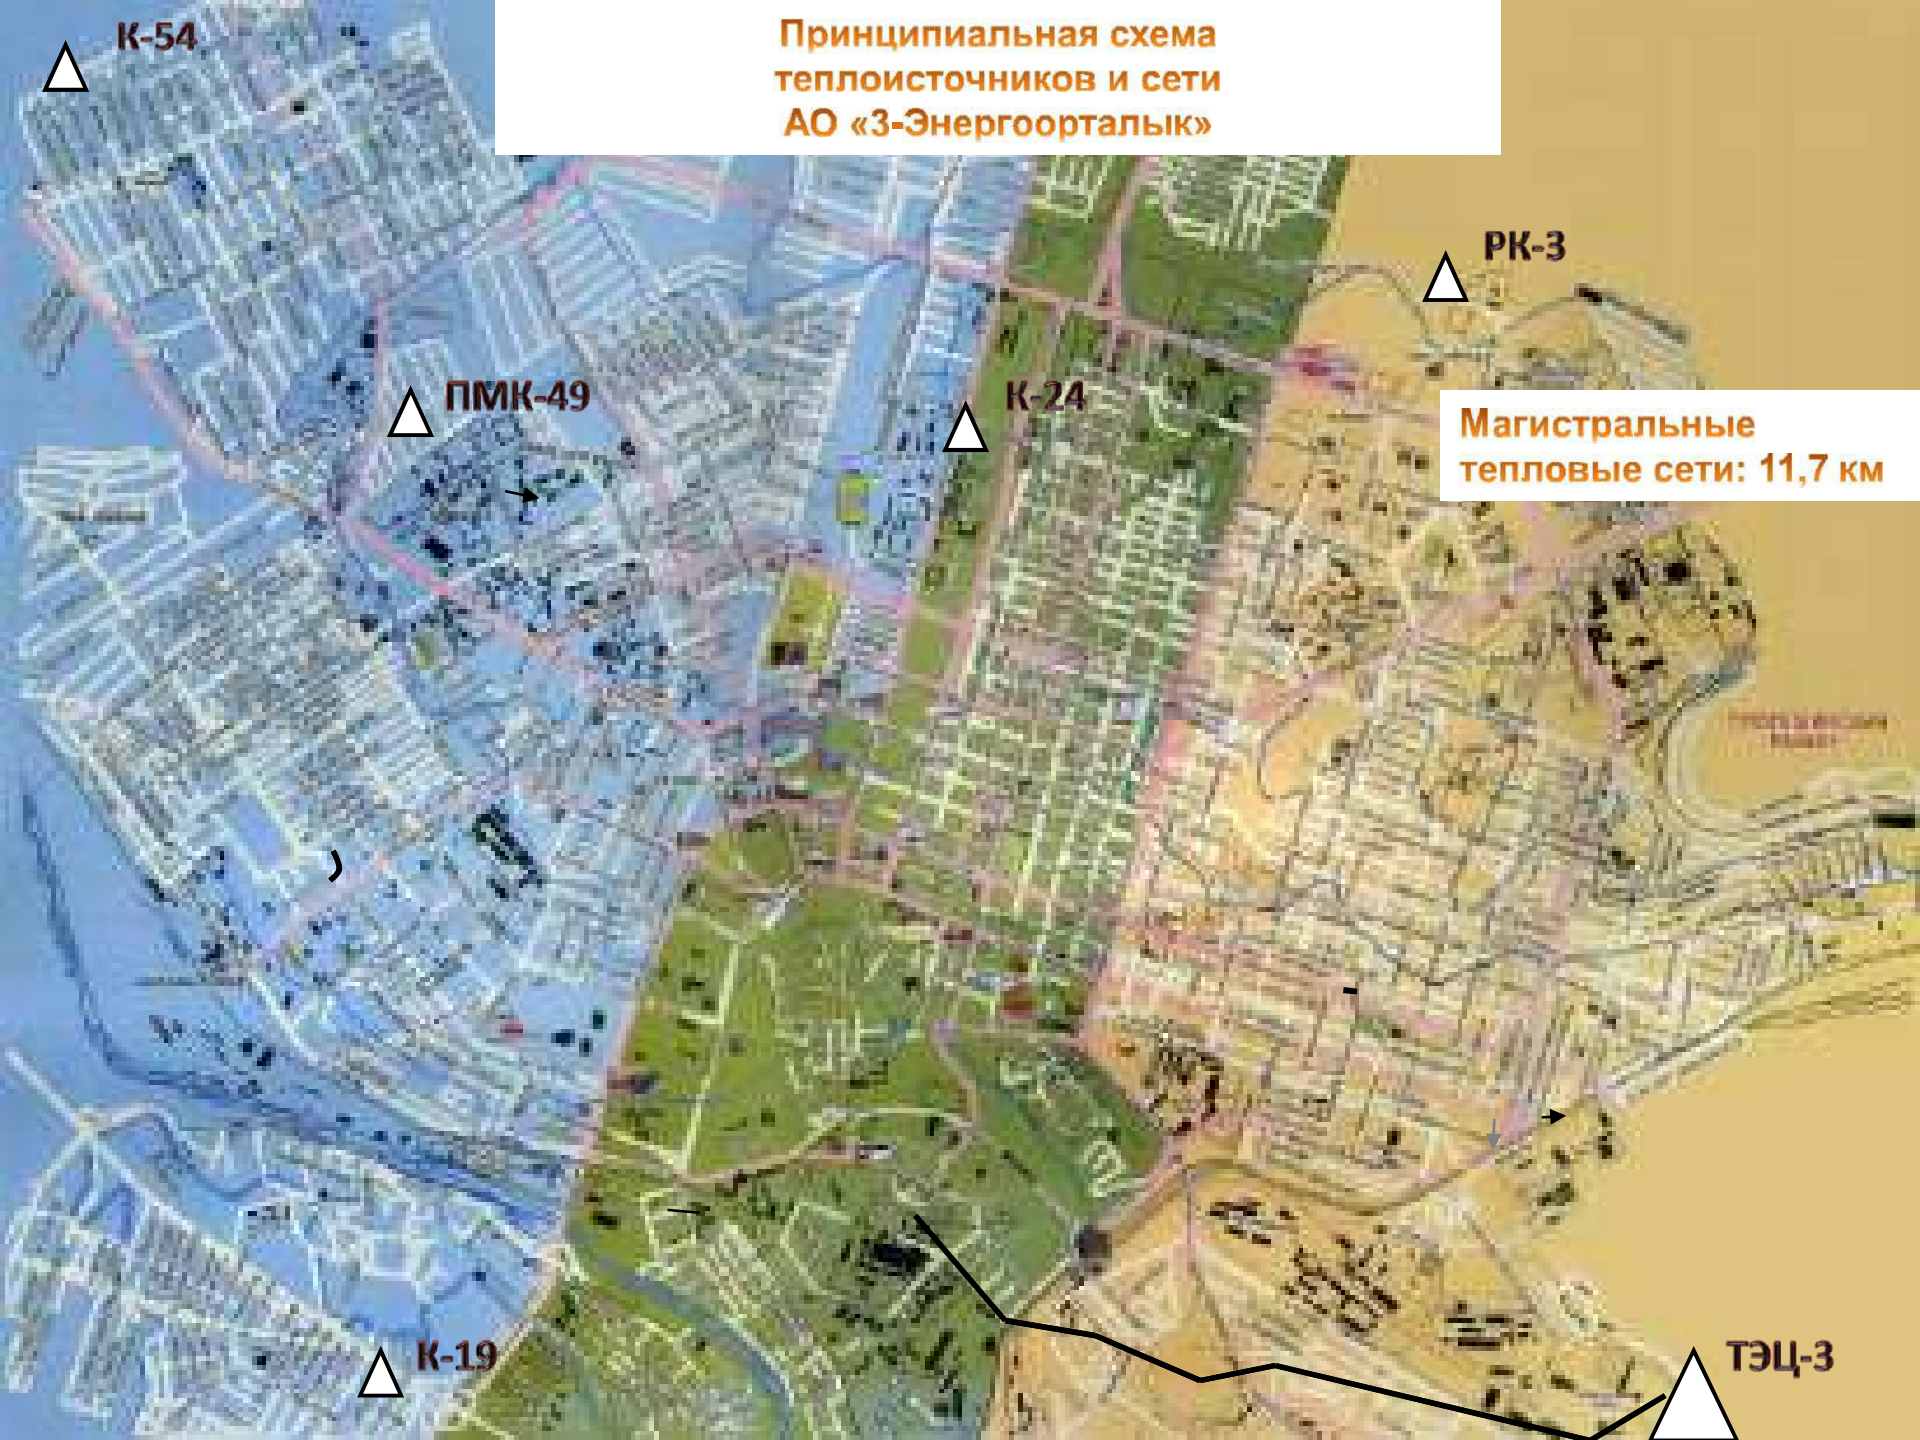 К-54
Принципиальная схема
теплоисточников и сети
АО «3-Энергоорталык»
РК-3
ПМК-49
К-24
Магистральные
тепловые сети: 11,7 км
К-19
ТЭЦ-3